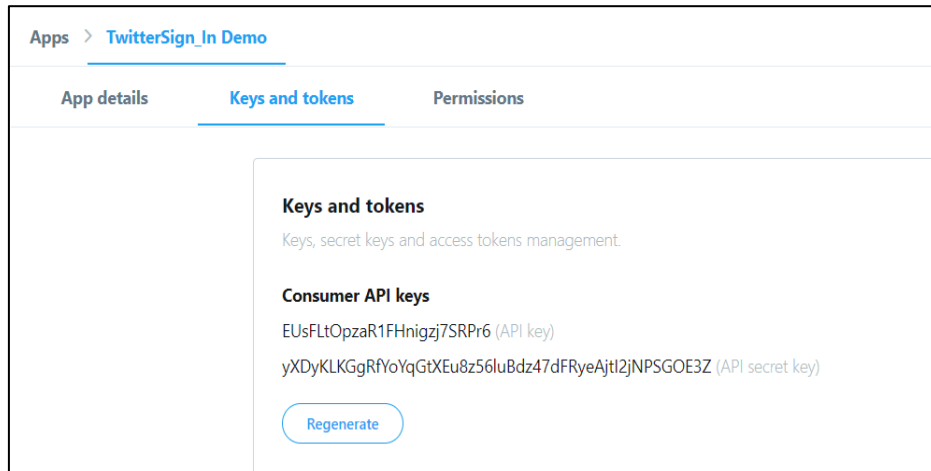 Apps > TwitterSign_In Demo
App details Keys and tokens Permissions
Keys and tokens
Keys, secret keys and access tokens management.
Consumer API keys
EUsFLtOpzaR1FHnigzj7SRPr6 (API key)
yXDyKLKGgRfYoYqGtXEu8z56luBdz47dFRyeAjtI2jNPSGOE3Z (API secret key)
Regenerate